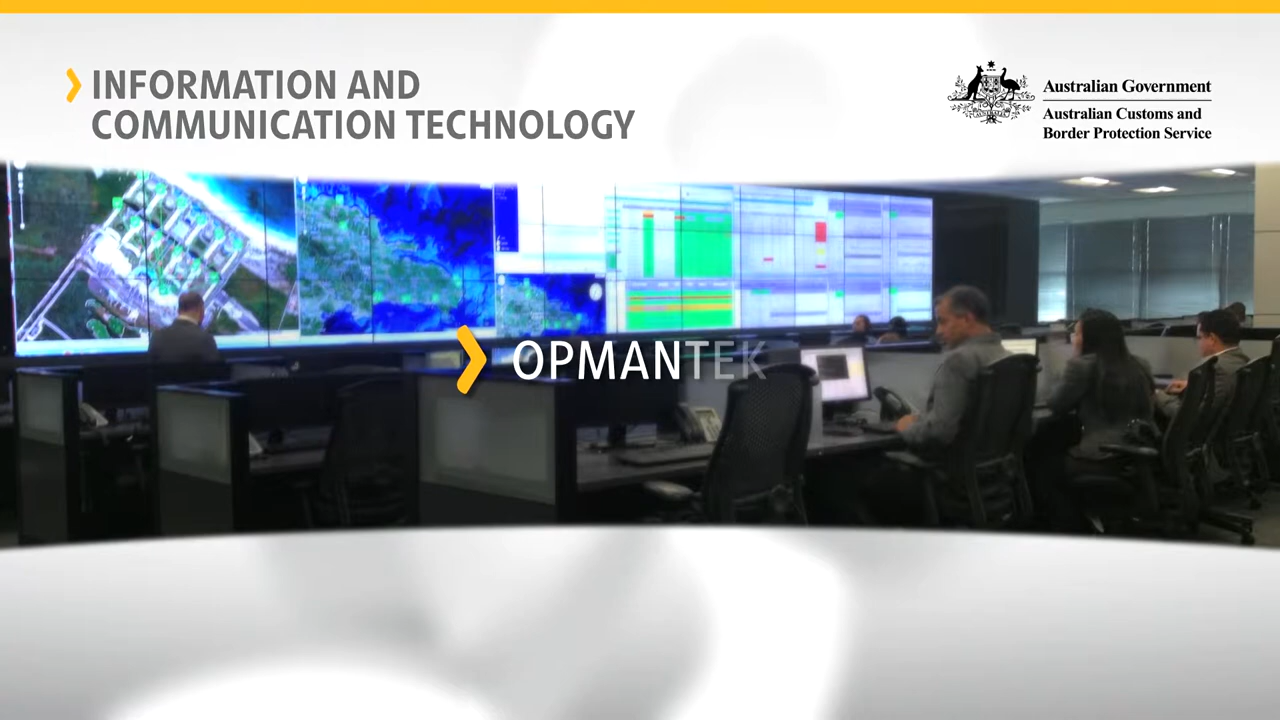 INFORMATION AND
COMMUNICATION TECHNOLOGY
Australian Government
Australian Customs and
Border Protection Service
OPMANTEK